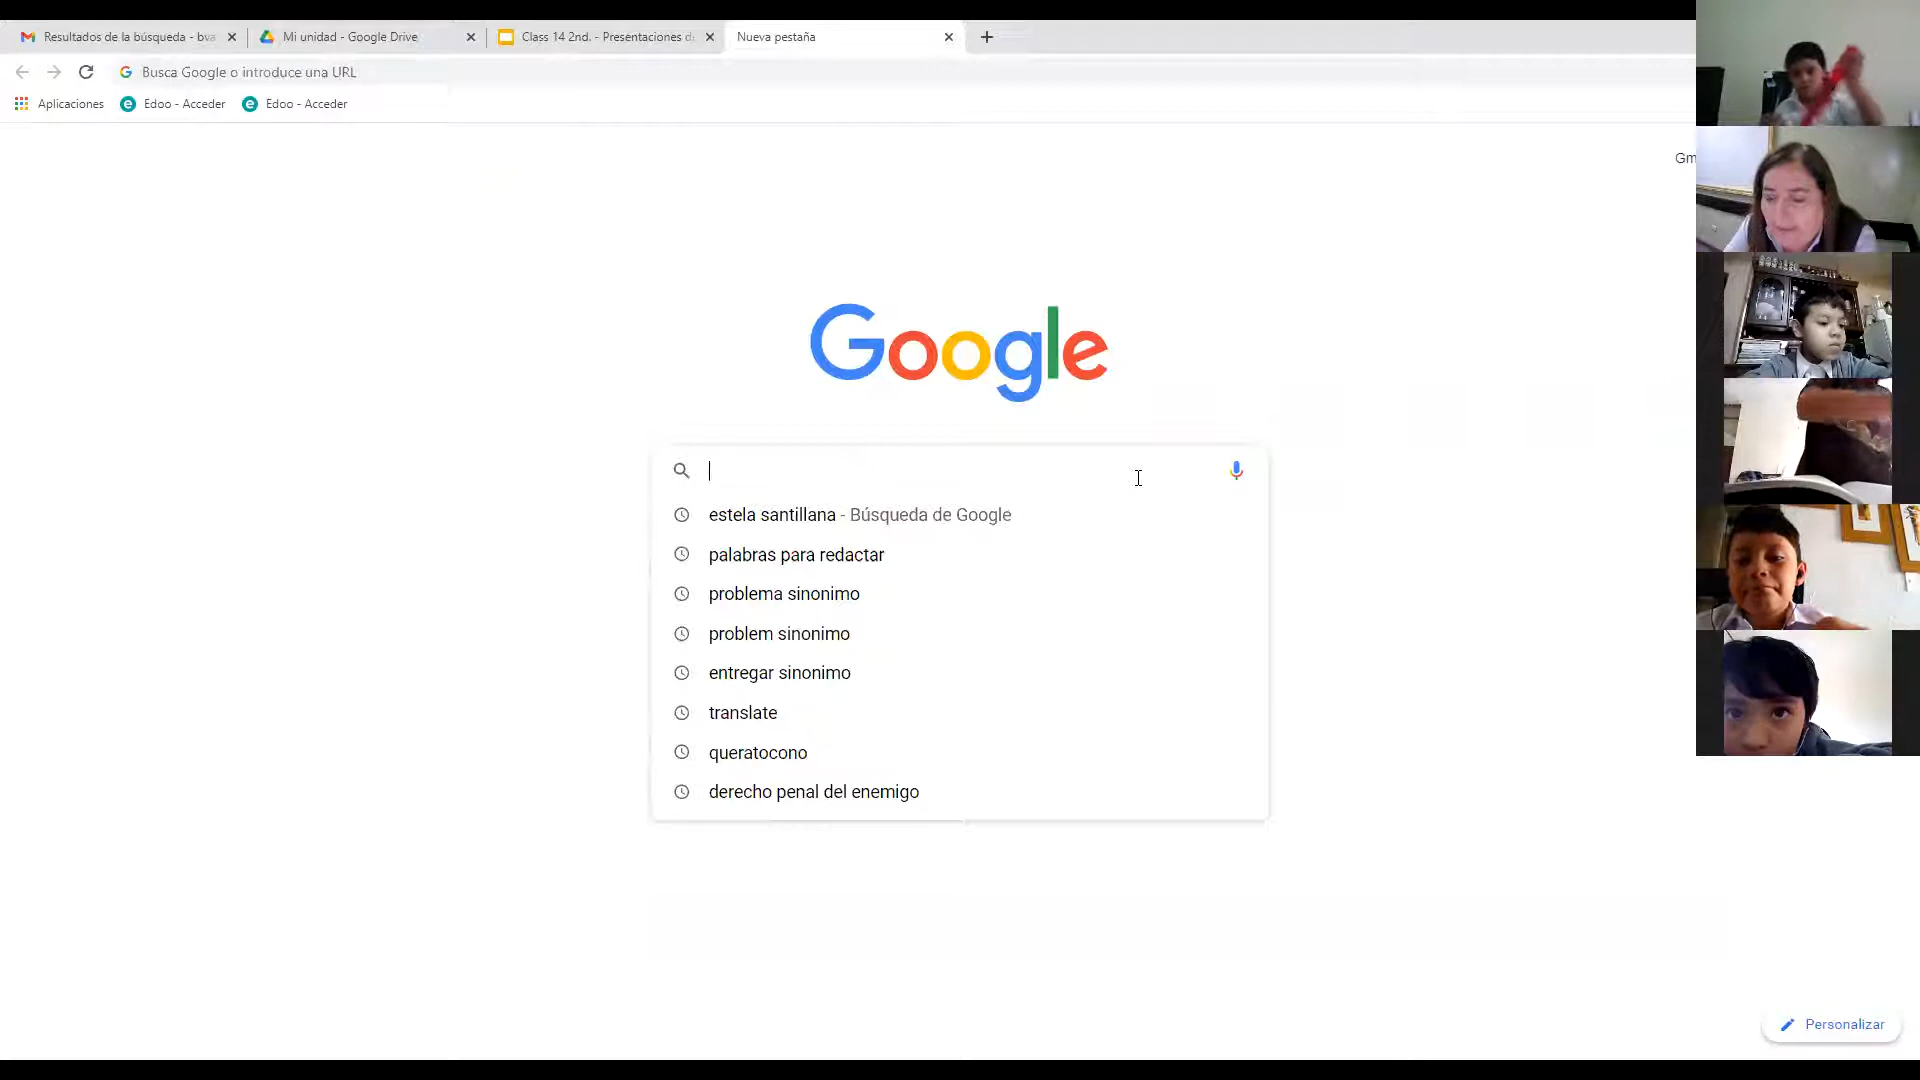 Resultados de la búsqueda - bva
Mi unidad - Google Drive
Class 14 2nd. - Presentaciones d
Nueva pestaña
Busca Google o introduce una URL
Aplicaciones
Edoo - Acceder
Edoo - Acceder
Gm
Google
estela santillana - Búsqueda de Google
palabras para redactar
problema sinonimo
problem sinonimo
entregar sinonimo
translate
queratocono
derecho penal del enemigo
Personalizar